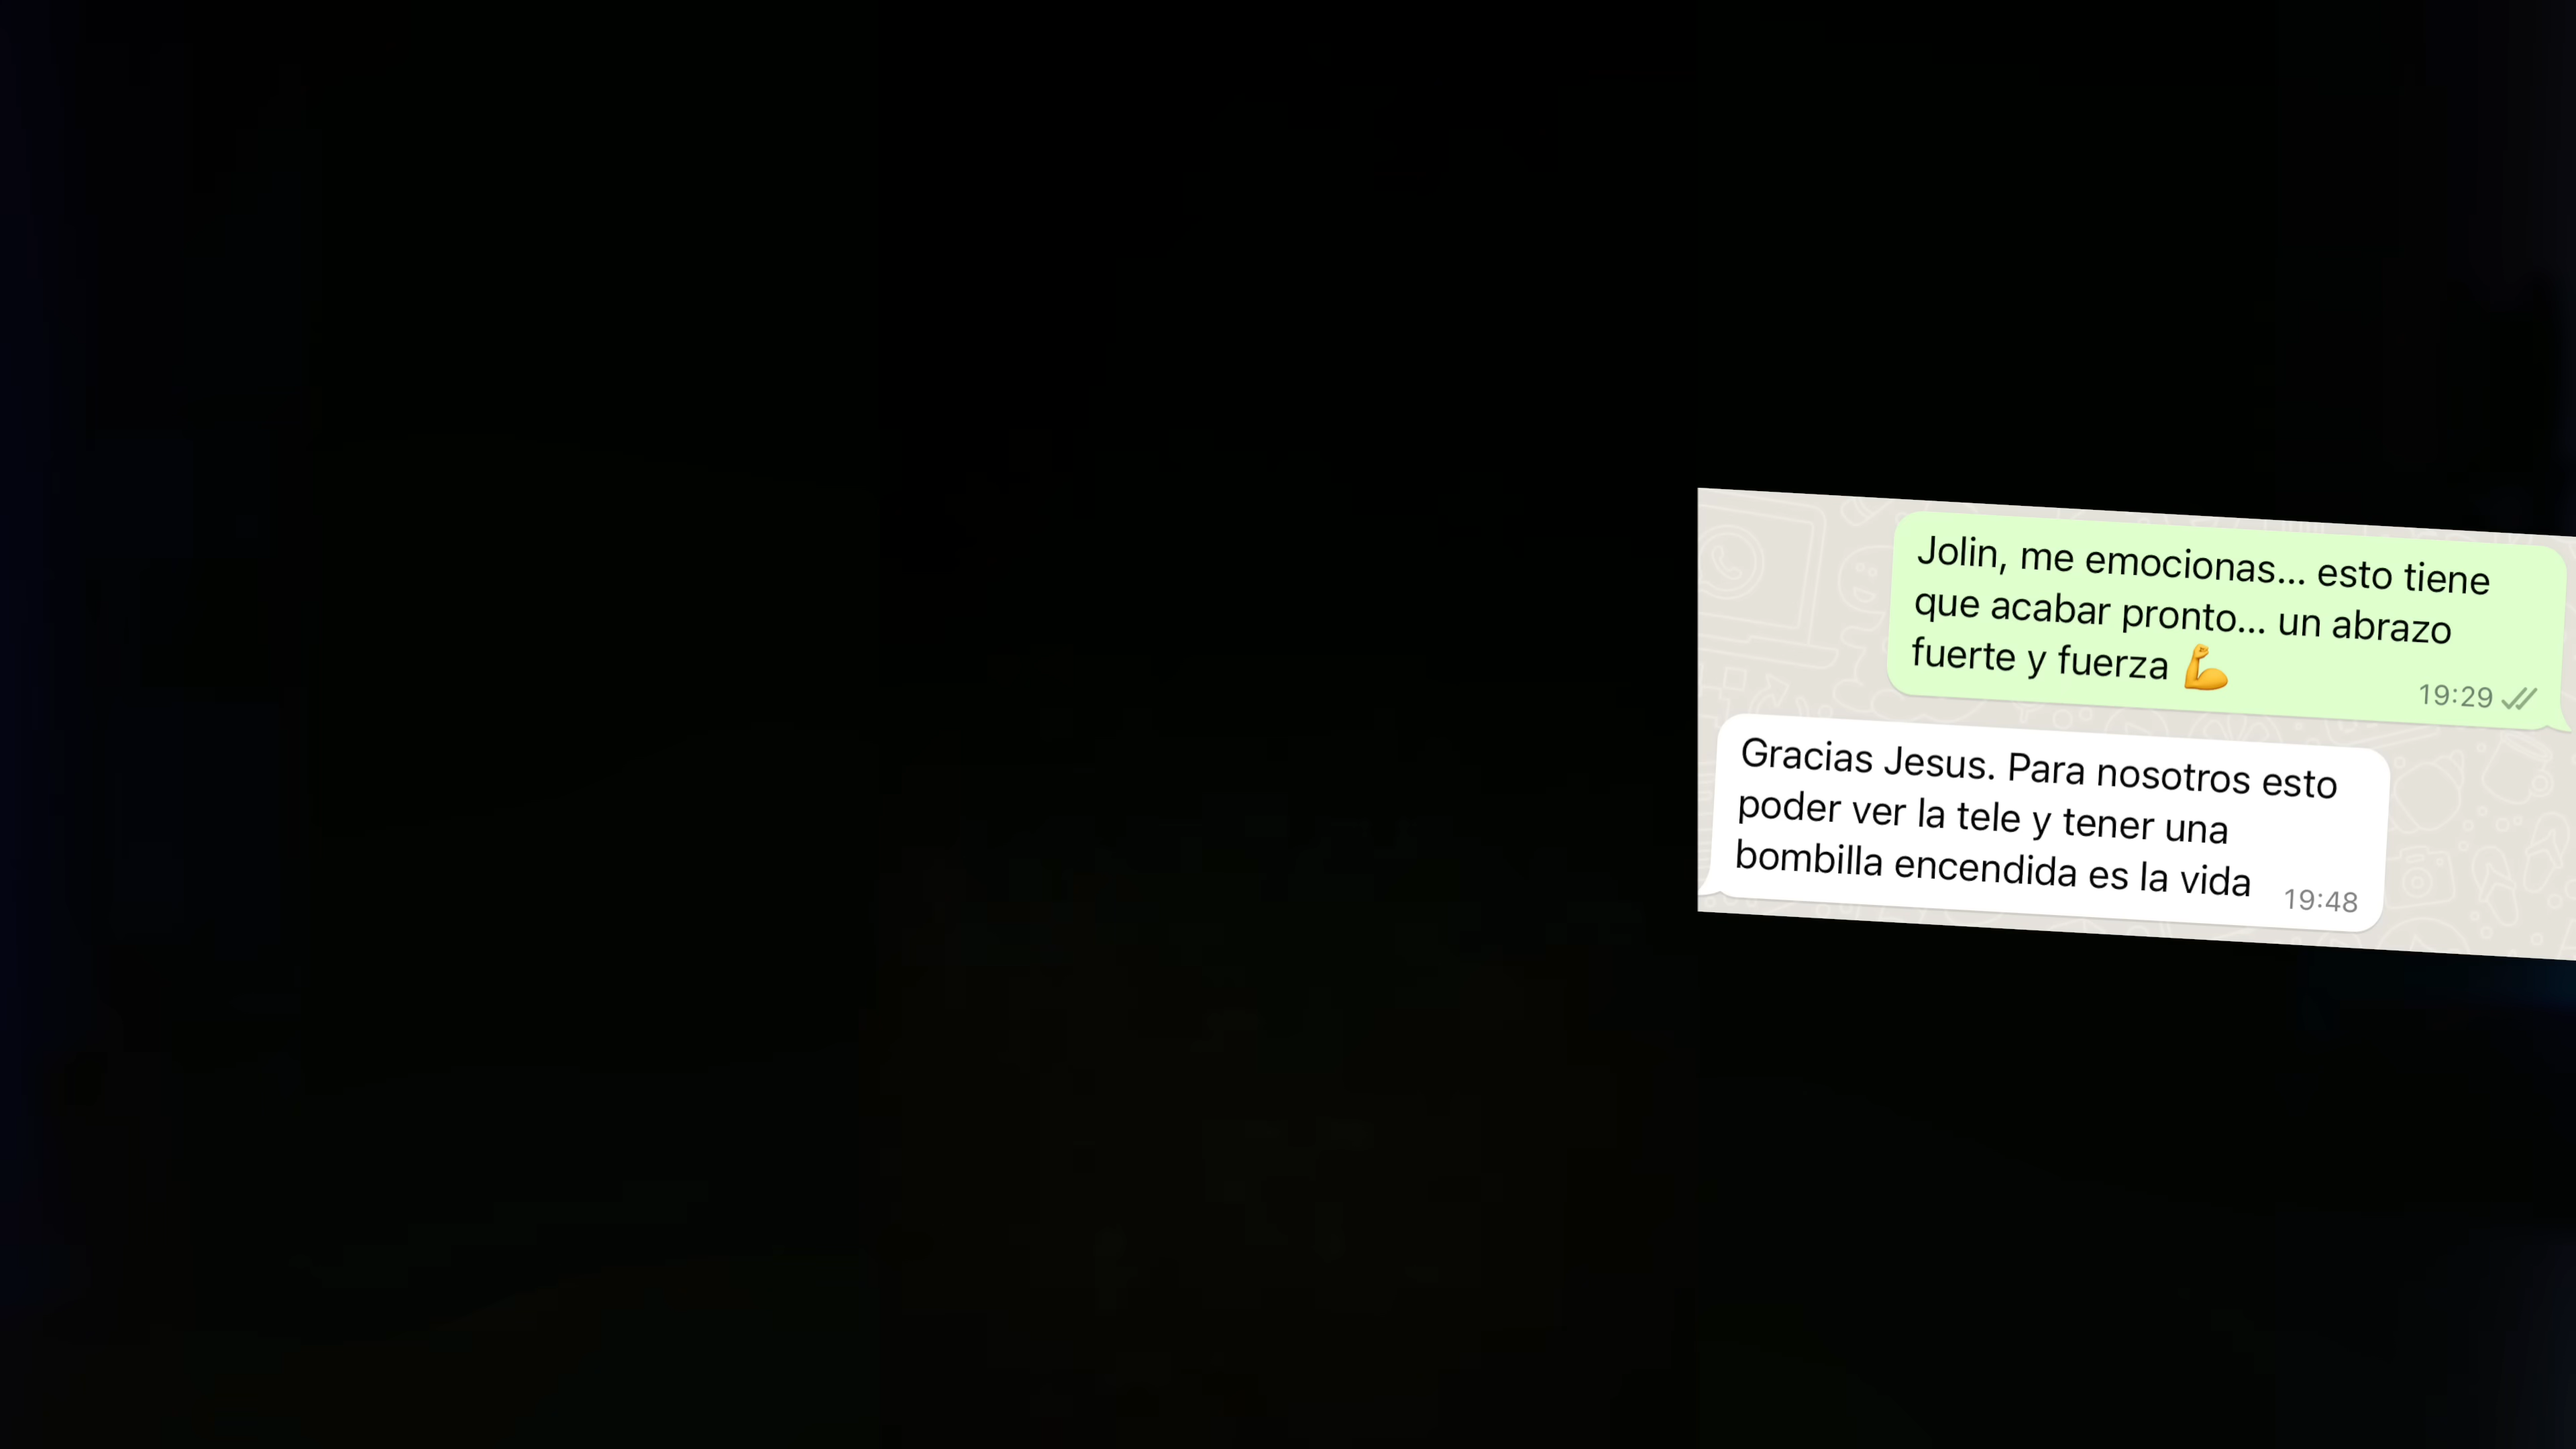 Jolin, me emocionas... esto tiene
que acabar pronto... un abrazo
fuerte y fuerza 💪
19:29
Gracias Jesus. Para nosotros esto
poder ver la tele y tener una
bombilla encendida es la vida
19:48